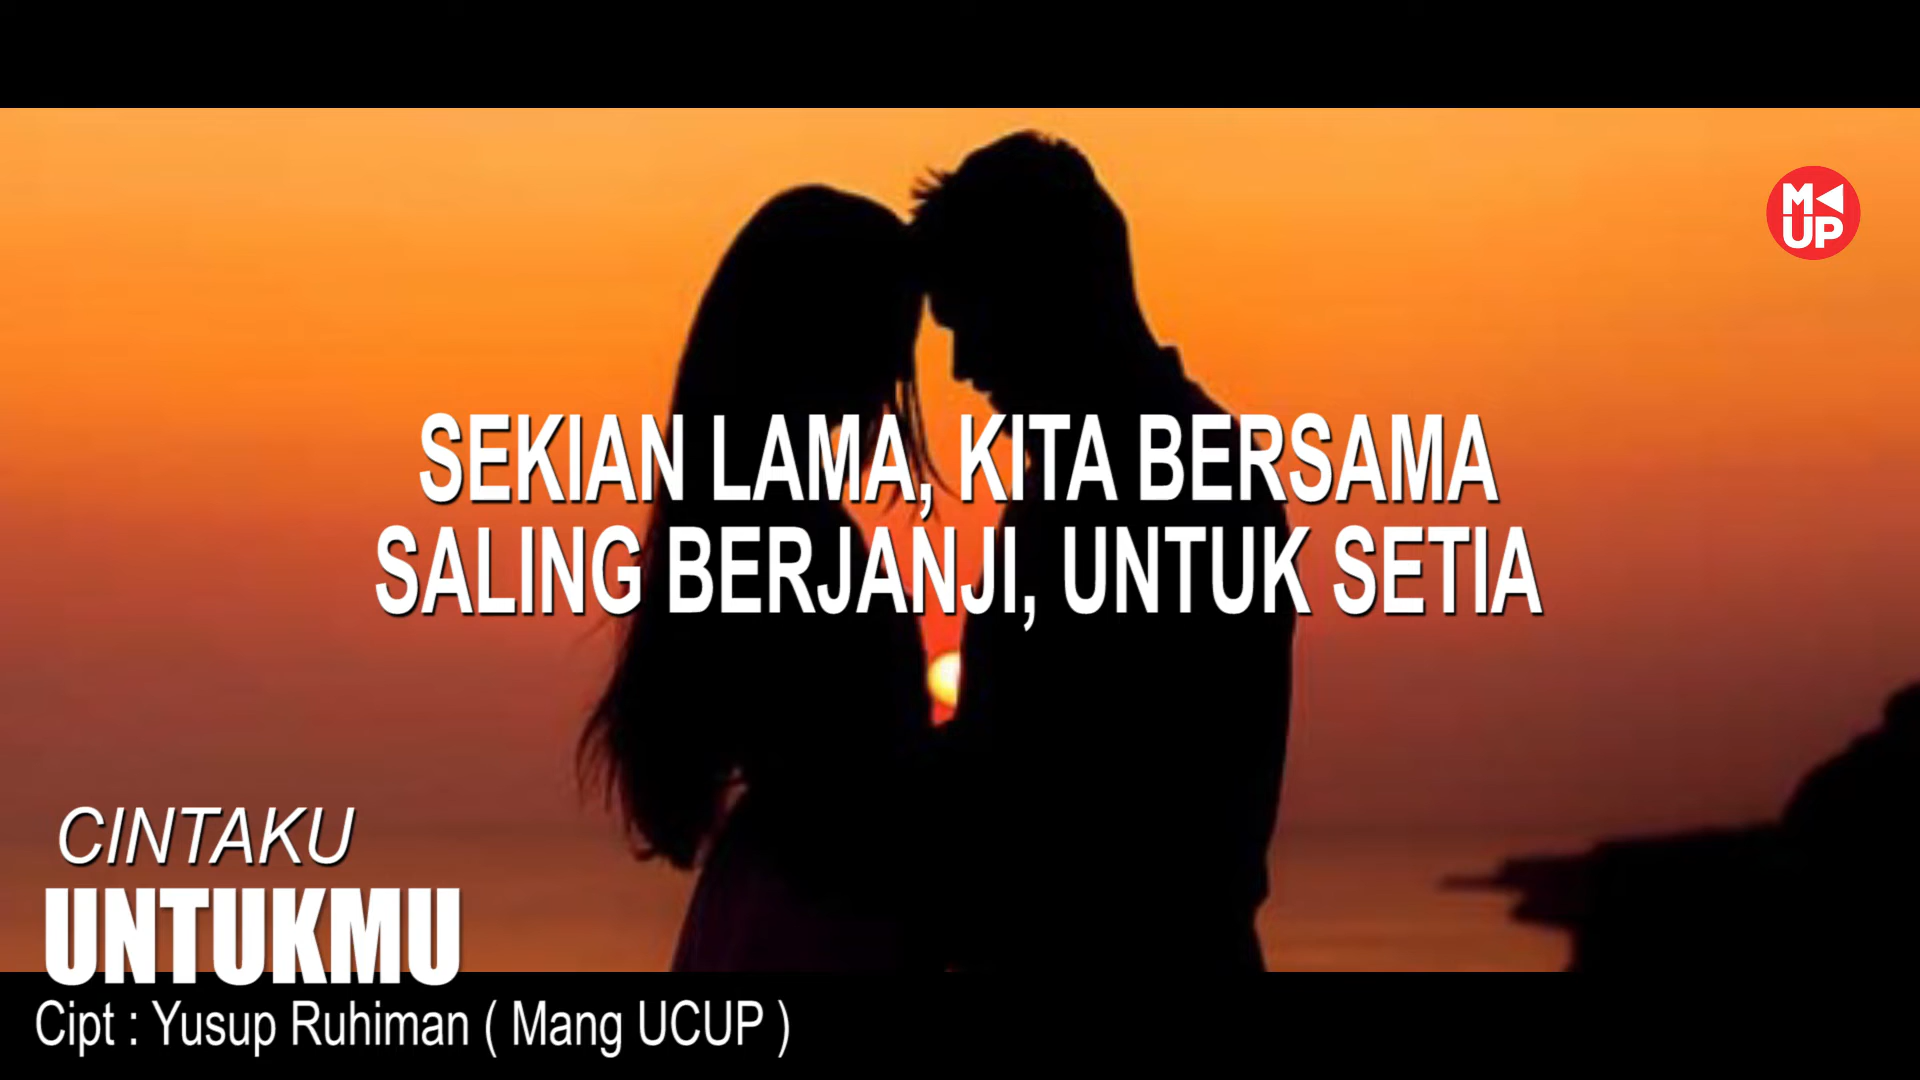 M
UP
SEKIAN LAMA, KITA BERSAMA
SALING BERJANJI, UNTUK SETIA
CINTAKU
UNTUKMU
Cipt : Yusup Ruhiman ( Mang UCUP )